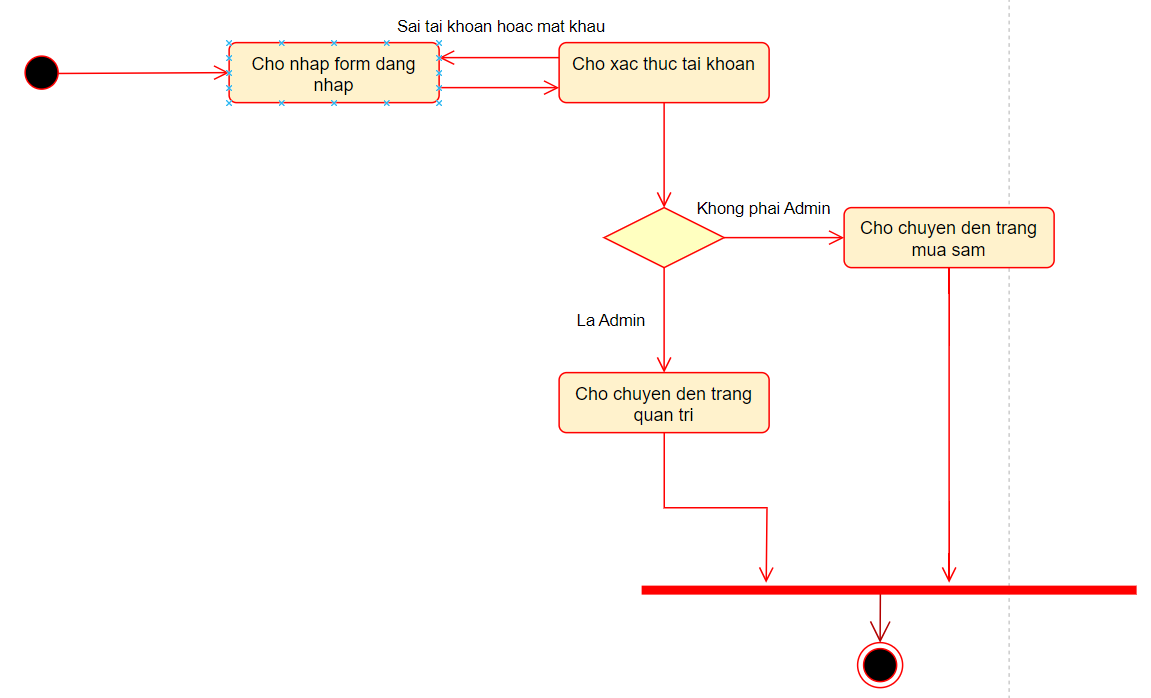 Sai tai khoan hoac mat khau
Cho nhap form dang
nhap
Cho xac thuc tai khoan
Khong phai Admin
Cho chuyen den trang
mua sam
La Admin
Cho chuyen den trang
quan tri